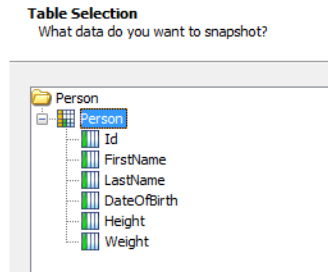 Table Selection
What data do you want to snapshot?
Person
Person
Id
FirstName
LastName
DateOfBirth
Height
Weight